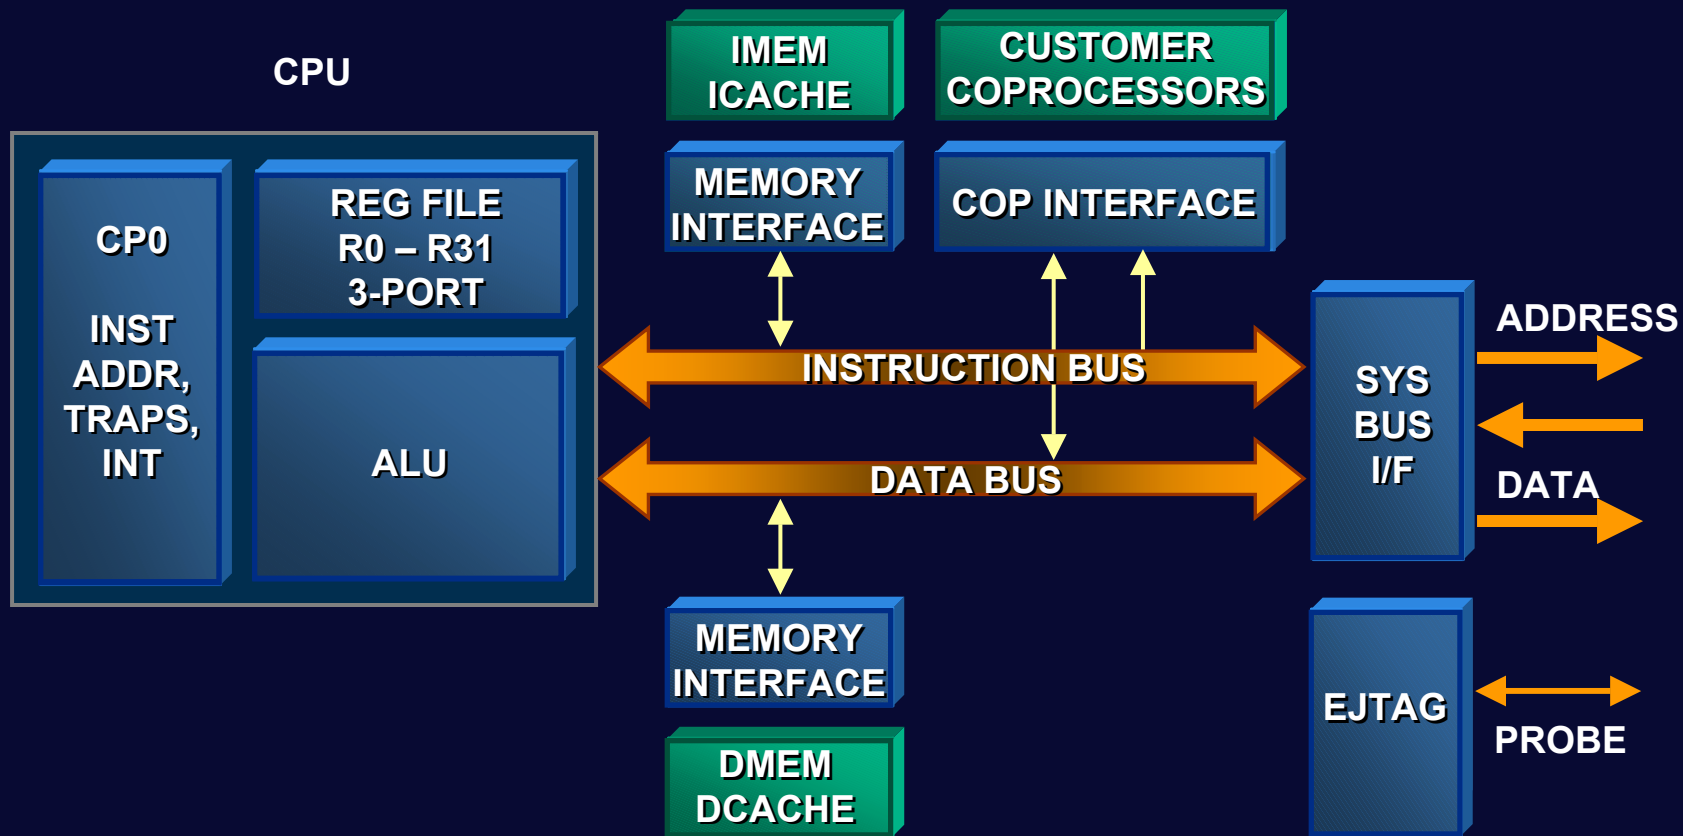 CPU
CP0
INST
ADDR,
TRAPS,
INT
REG FILE
R0 – R31
3-PORT
ALU
IMEM
ICACHE
CUSTOMER
COPROCESSORS
MEMORY
INTERFACE
COP INTERFACE
INSTRUCTION BUS
DATA BUS
MEMORY
INTERFACE
DMEM
DCACHE
SYS
BUS
I/F
ADDRESS
DATA
EJTAG
PROBE